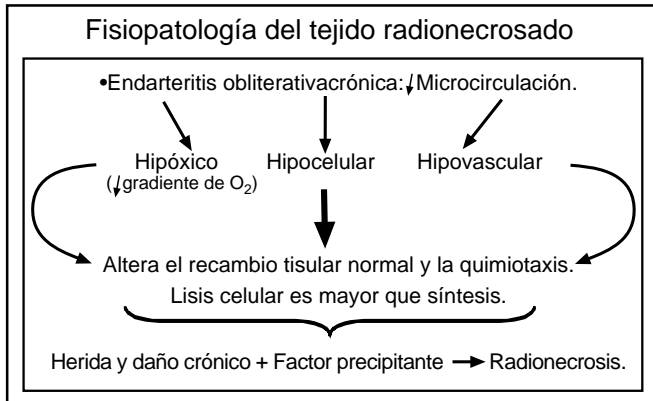 Fisiopatología del tejido radionecrosado
•Endarteritis obliterativacrónica:↓Microcirculación.
Hipóxico Hipocelular Hipovascular
(↓gradiente de O₂)
Altera el recambio tisular normal y la quimiotaxis.
Lisis celular es mayor que síntesis.
Herida y daño crónico + Factor precipitante → Radionecrosis.